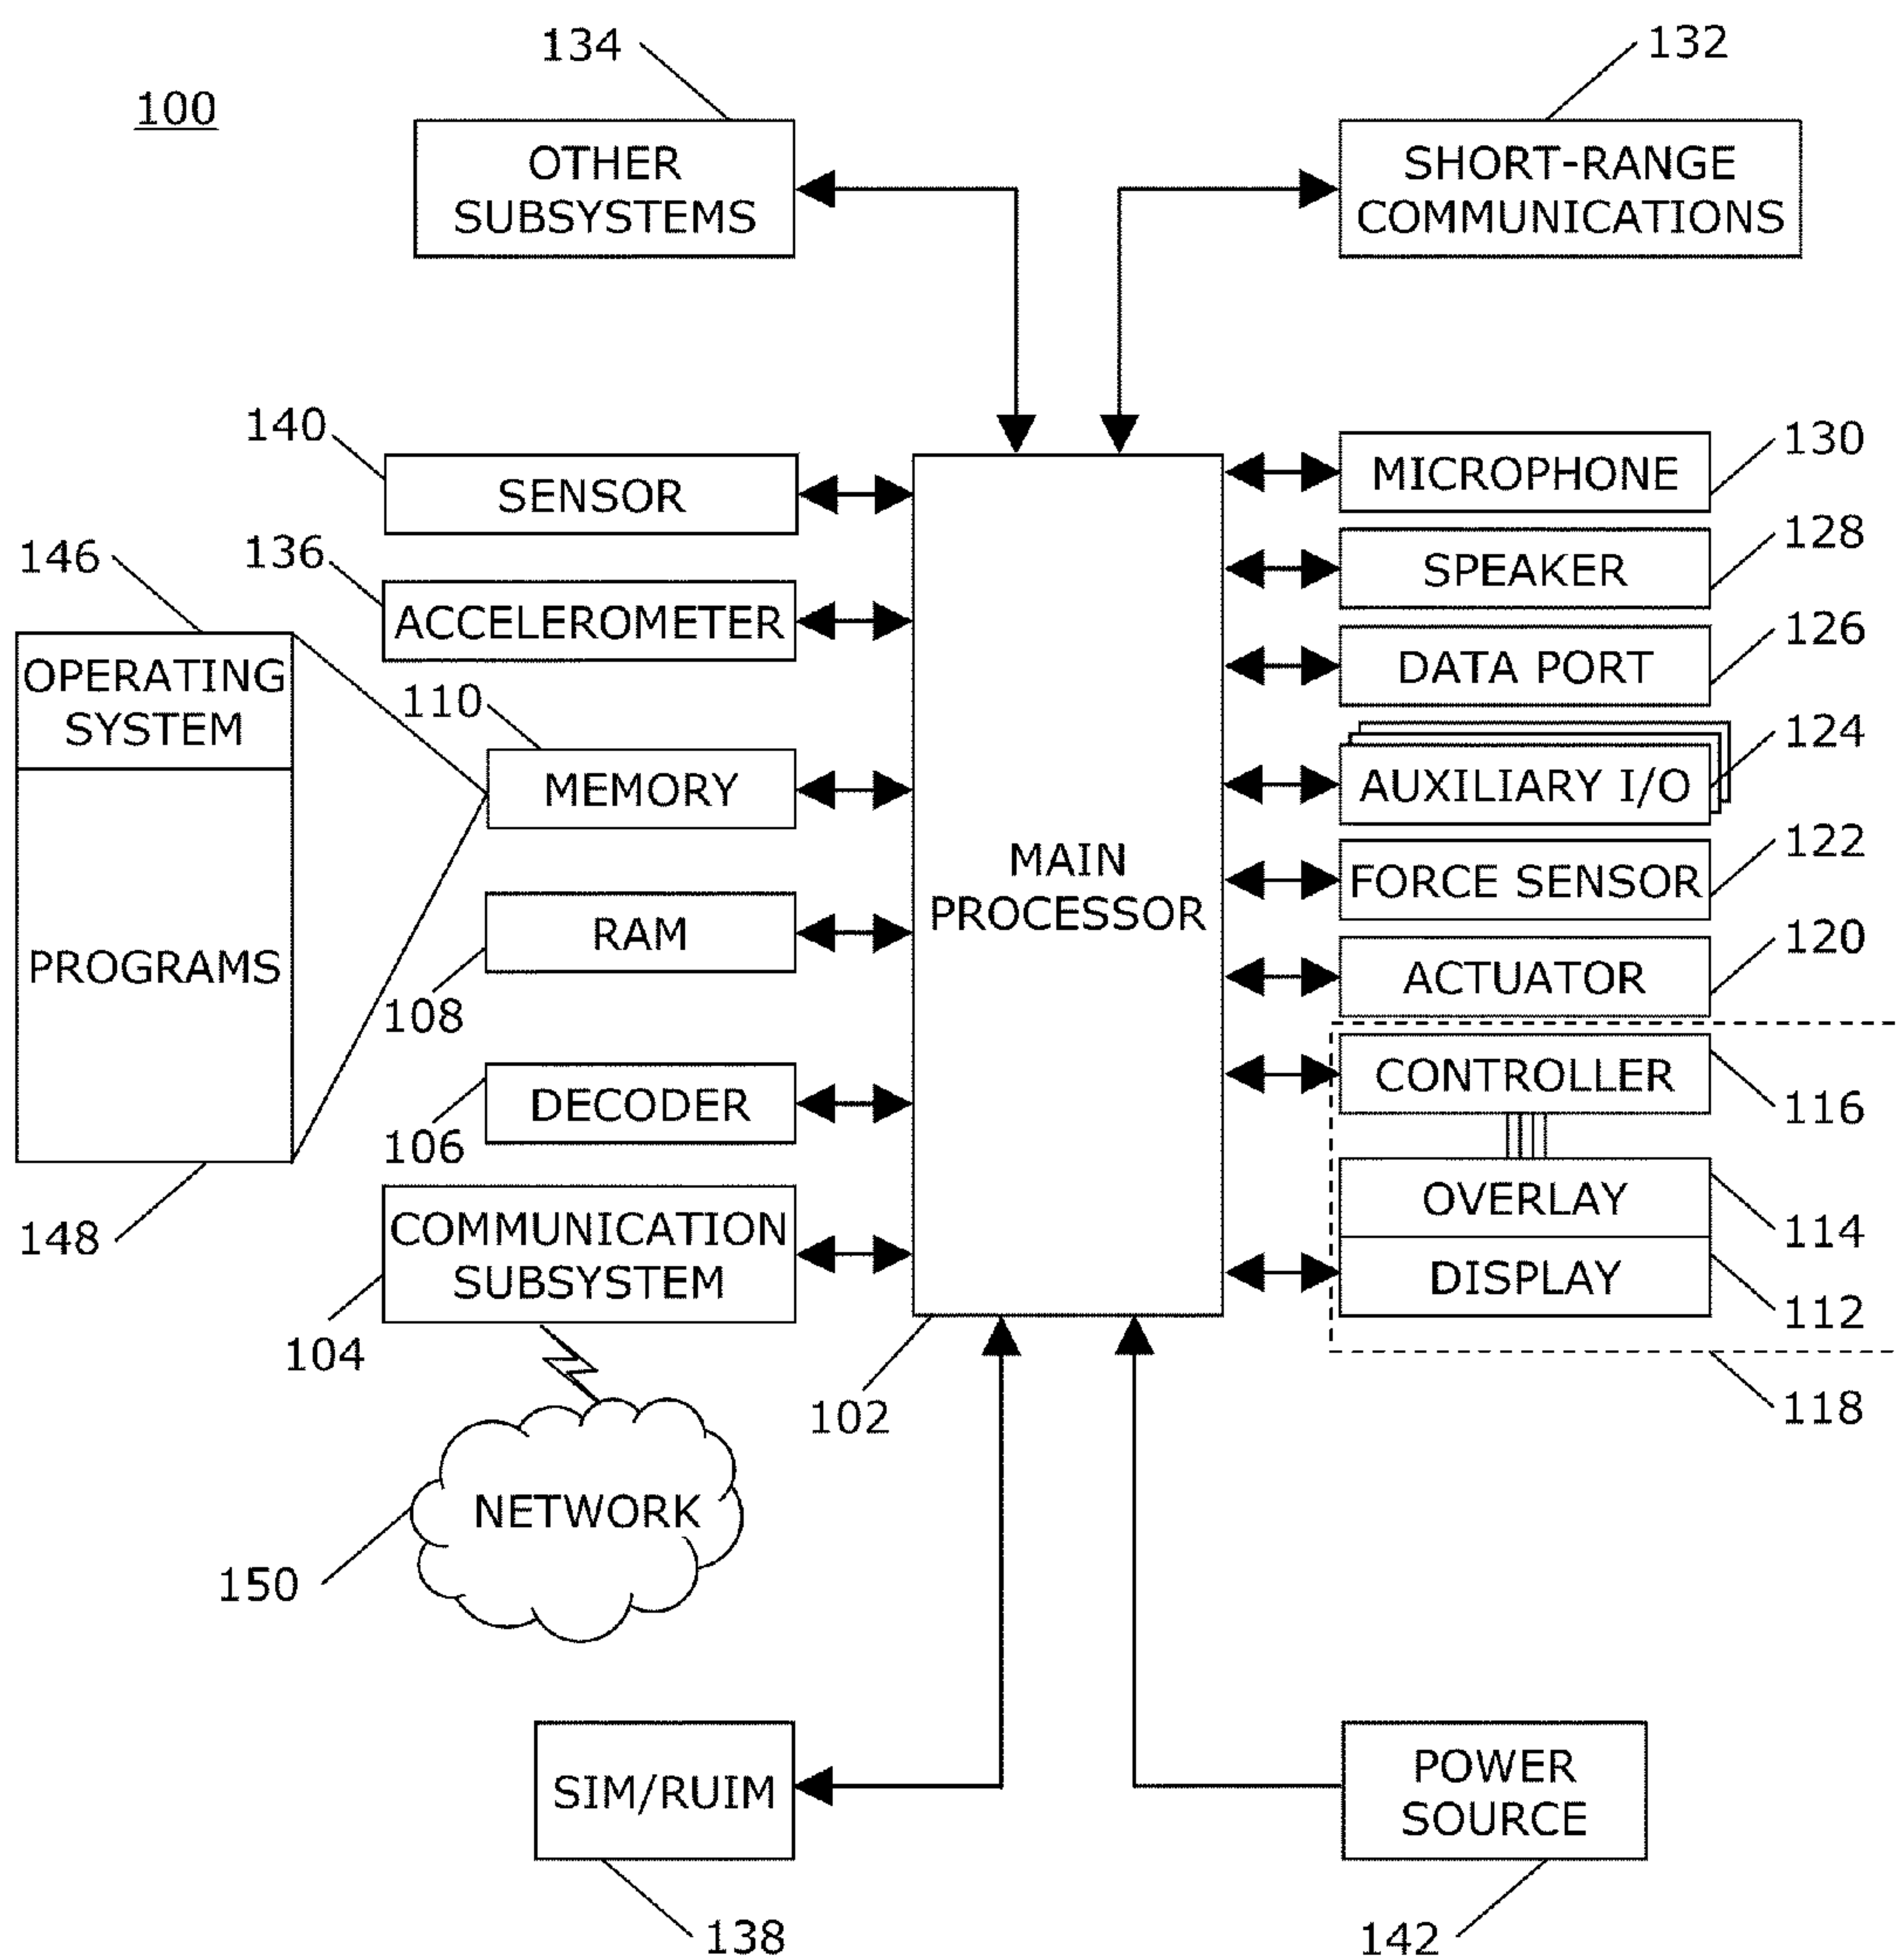 134
132
100
OTHER
SUBSYSTEMS
SHORT-RANGE
COMMUNICATIONS
140
SENSOR
130
MICROPHONE
146
136
ACCELEROMETER
128
SPEAKER
OPERATING
SYSTEM
126
DATA PORT
110
MEMORY
124
AUXILIARY I/O
MAIN
PROCESSOR
122
FORCE SENSOR
PROGRAMS
RAM
108
120
ACTUATOR
DECODER
106
CONTROLLER
116
148
COMMUNICATION
SUBSYSTEM
104
OVERLAY
114
DISPLAY
112
102
118
NETWORK
150
SIM/RUIM
138
POWER
SOURCE
142